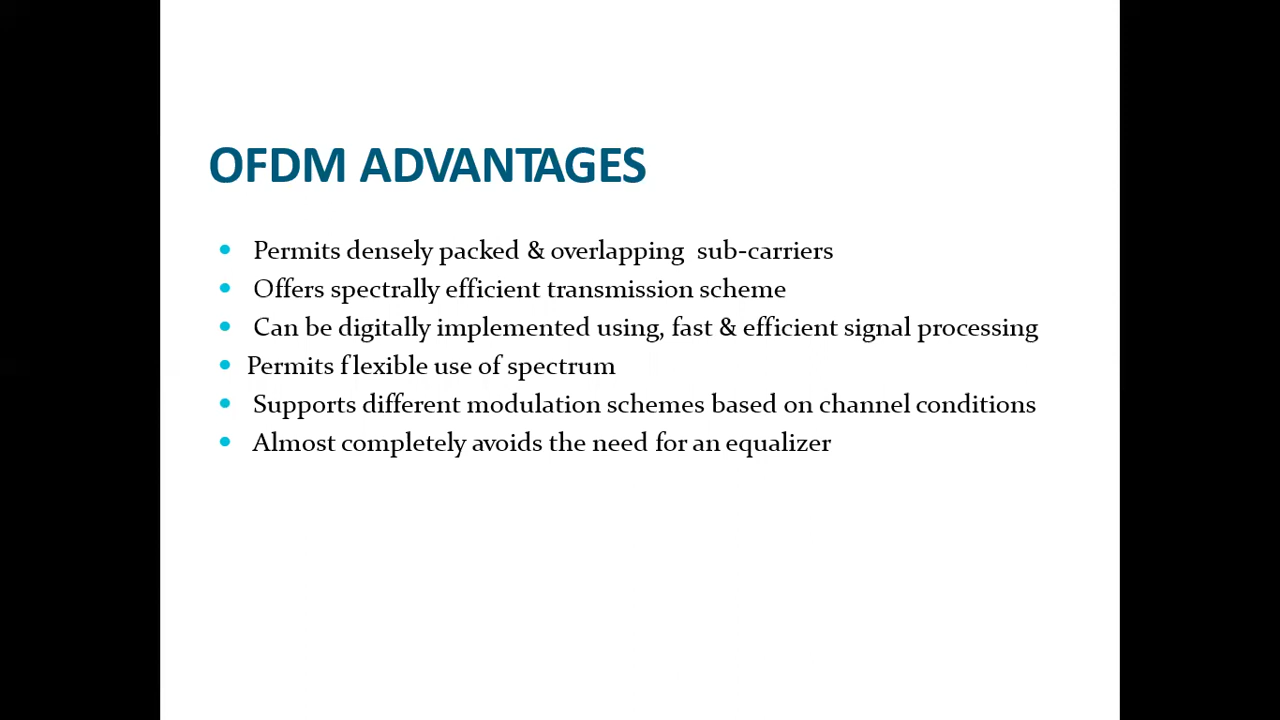 OFDM ADVANTAGES
• Permits densely packed & overlapping  sub-carriers
• Offers spectrally efficient transmission scheme
• Can be digitally implemented using, fast & efficient signal processing
• Permits flexible use of spectrum
• Supports different modulation schemes based on channel conditions
• Almost completely avoids the need for an equalizer